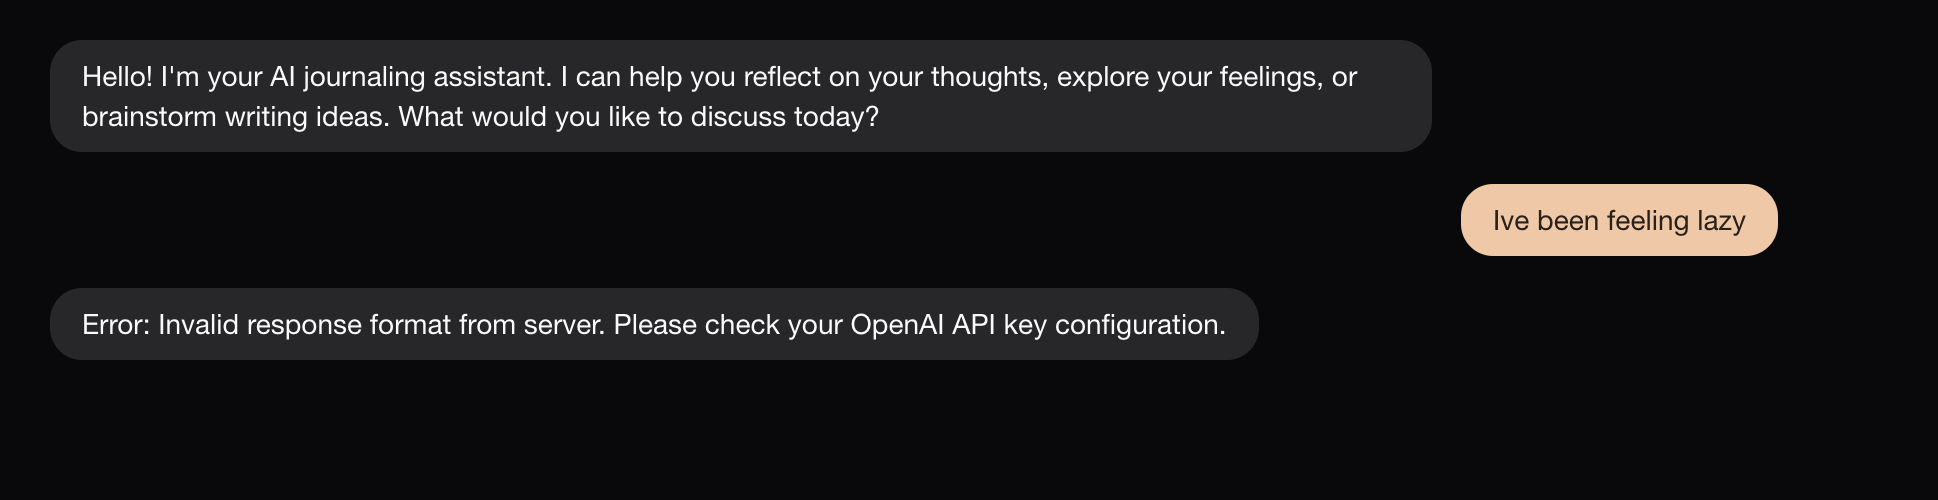 Hello! I'm your AI journaling assistant. I can help you reflect on your thoughts, explore your feelings, or
brainstorm writing ideas. What would you like to discuss today?
Ive been feeling lazy
Error: Invalid response format from server. Please check your OpenAI API key configuration.